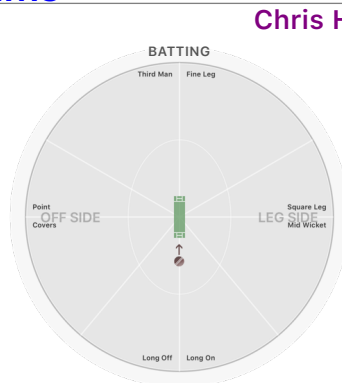 Chris H
BATTING
Third Man Fine Leg
Point Square Leg
OFF SIDE LEG SIDE
Covers Mid Wicket
Long Off Long On